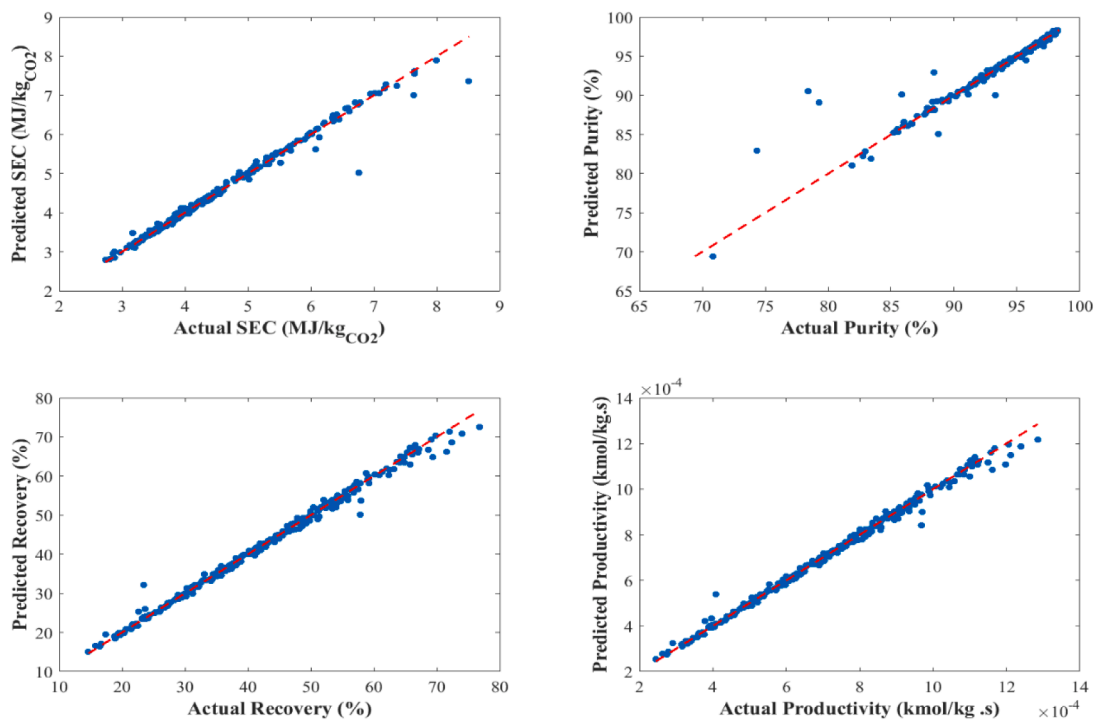 9
8
7
6
5
4
3
2
Predicted SEC (MJ/kg_CO2)
2 3 4 5 6 7 8 9
Actual SEC (MJ/kg_CO2)
100
95
90
85
80
75
70
65
Predicted Purity (%)
65 70 75 80 85 90 95 100
Actual Purity (%)
80
70
60
50
40
30
20
10
Predicted Recovery (%)
10 20 30 40 50 60 70 80
Actual Recovery (%)
×10⁻⁴
14
12
10
8
6
4
2
Predicted Productivity (kmol/kg.s)
2 4 6 8 10 12 14
Actual Productivity (kmol/kg .s) ×10⁻⁴